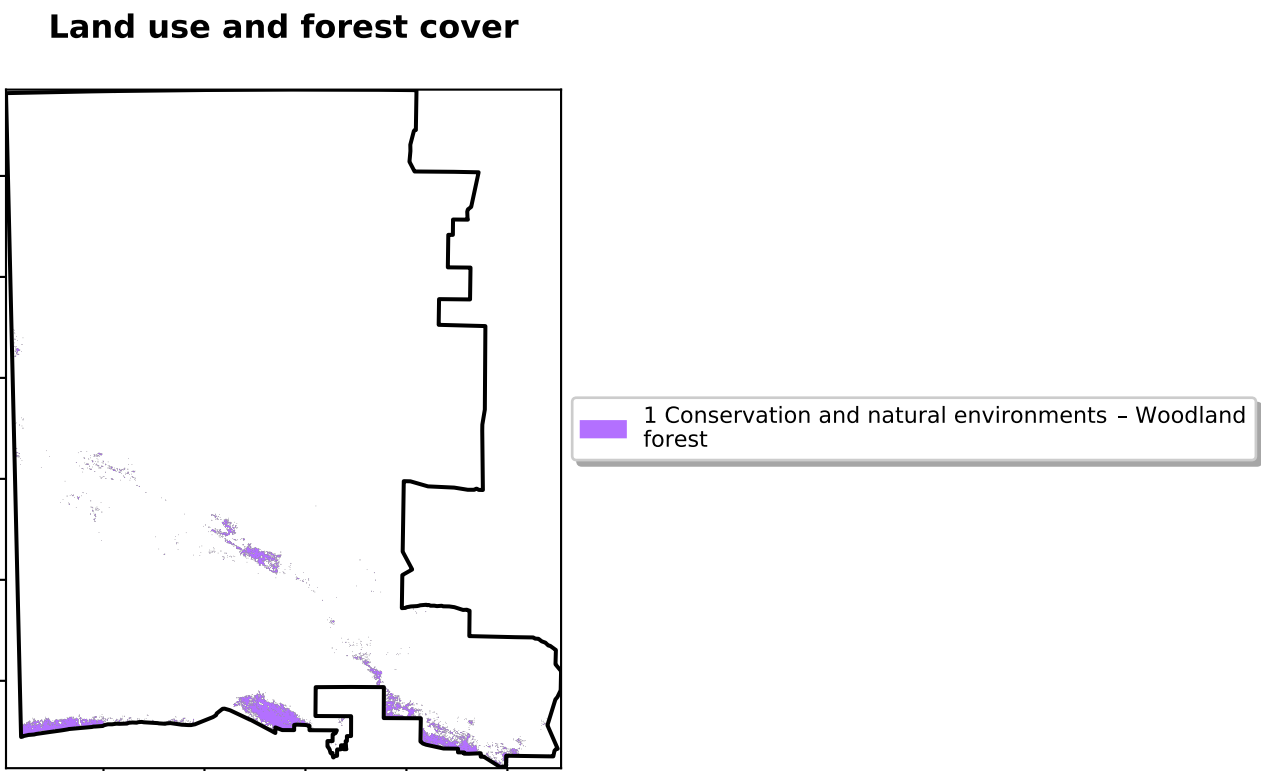 Land use and forest cover
1 Conservation and natural environments – Woodland
forest